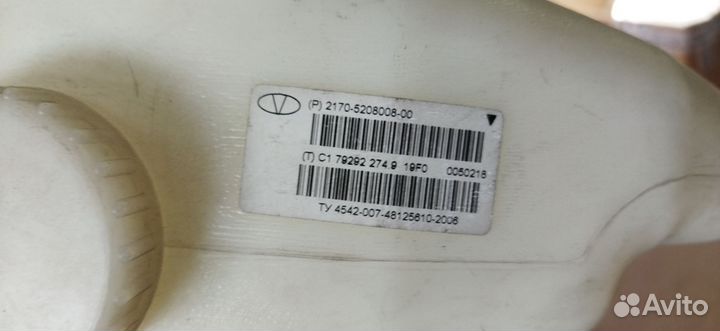 (P) 2170-5208008-00
(T) C1 79292 274 9 19F0 0050218
ТУ 4542-007-48125610-2006
Avito